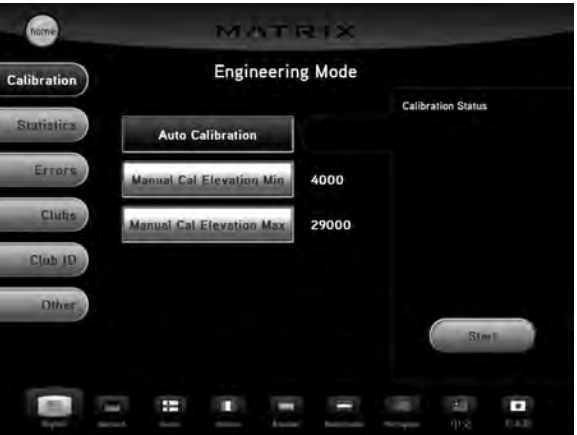 home
MATRIX
Engineering Mode
Calibration
Calibration Status
Statistics
Auto Calibration
Errors
Manual Cal Elevation Min 4000
Clubs
Manual Cal Elevation Max 29000
Club ID
Other
Start
English